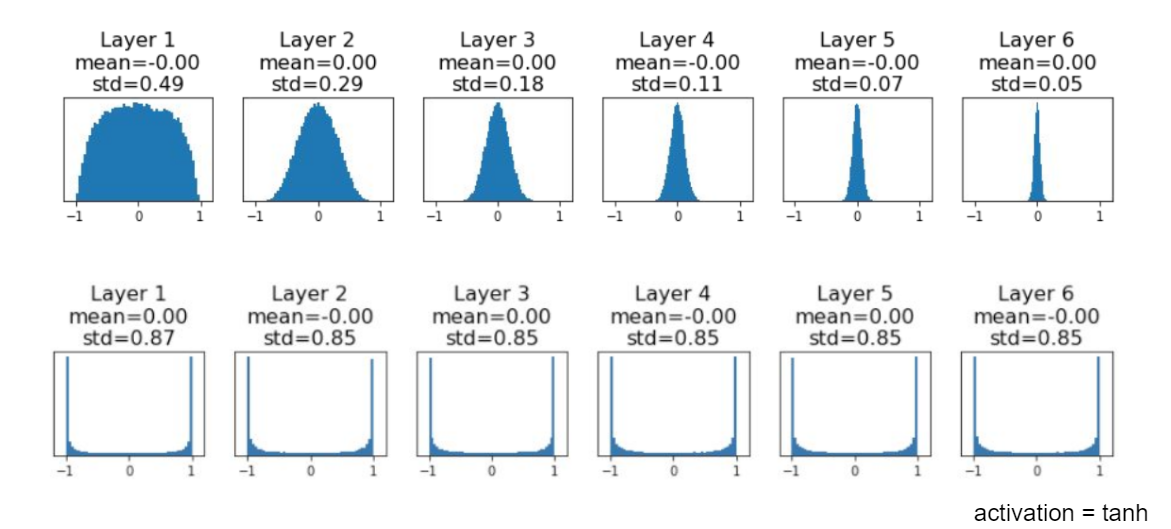 Layer 1
mean=-0.00
std=0.49
Layer 2
mean=0.00
std=0.29
Layer 3
mean=0.00
std=0.18
Layer 4
mean=-0.00
std=0.11
Layer 5
mean=-0.00
std=0.07
Layer 6
mean=0.00
std=0.05
−1 0 1
−1 0 1
−1 0 1
−1 0 1
−1 0 1
−1 0 1
Layer 1
mean=0.00
std=0.87
Layer 2
mean=-0.00
std=0.85
Layer 3
mean=0.00
std=0.85
Layer 4
mean=-0.00
std=0.85
Layer 5
mean=0.00
std=0.85
Layer 6
mean=-0.00
std=0.85
−1 0 1
−1 0 1
−1 0 1
−1 0 1
−1 0 1
−1 0 1
activation = tanh